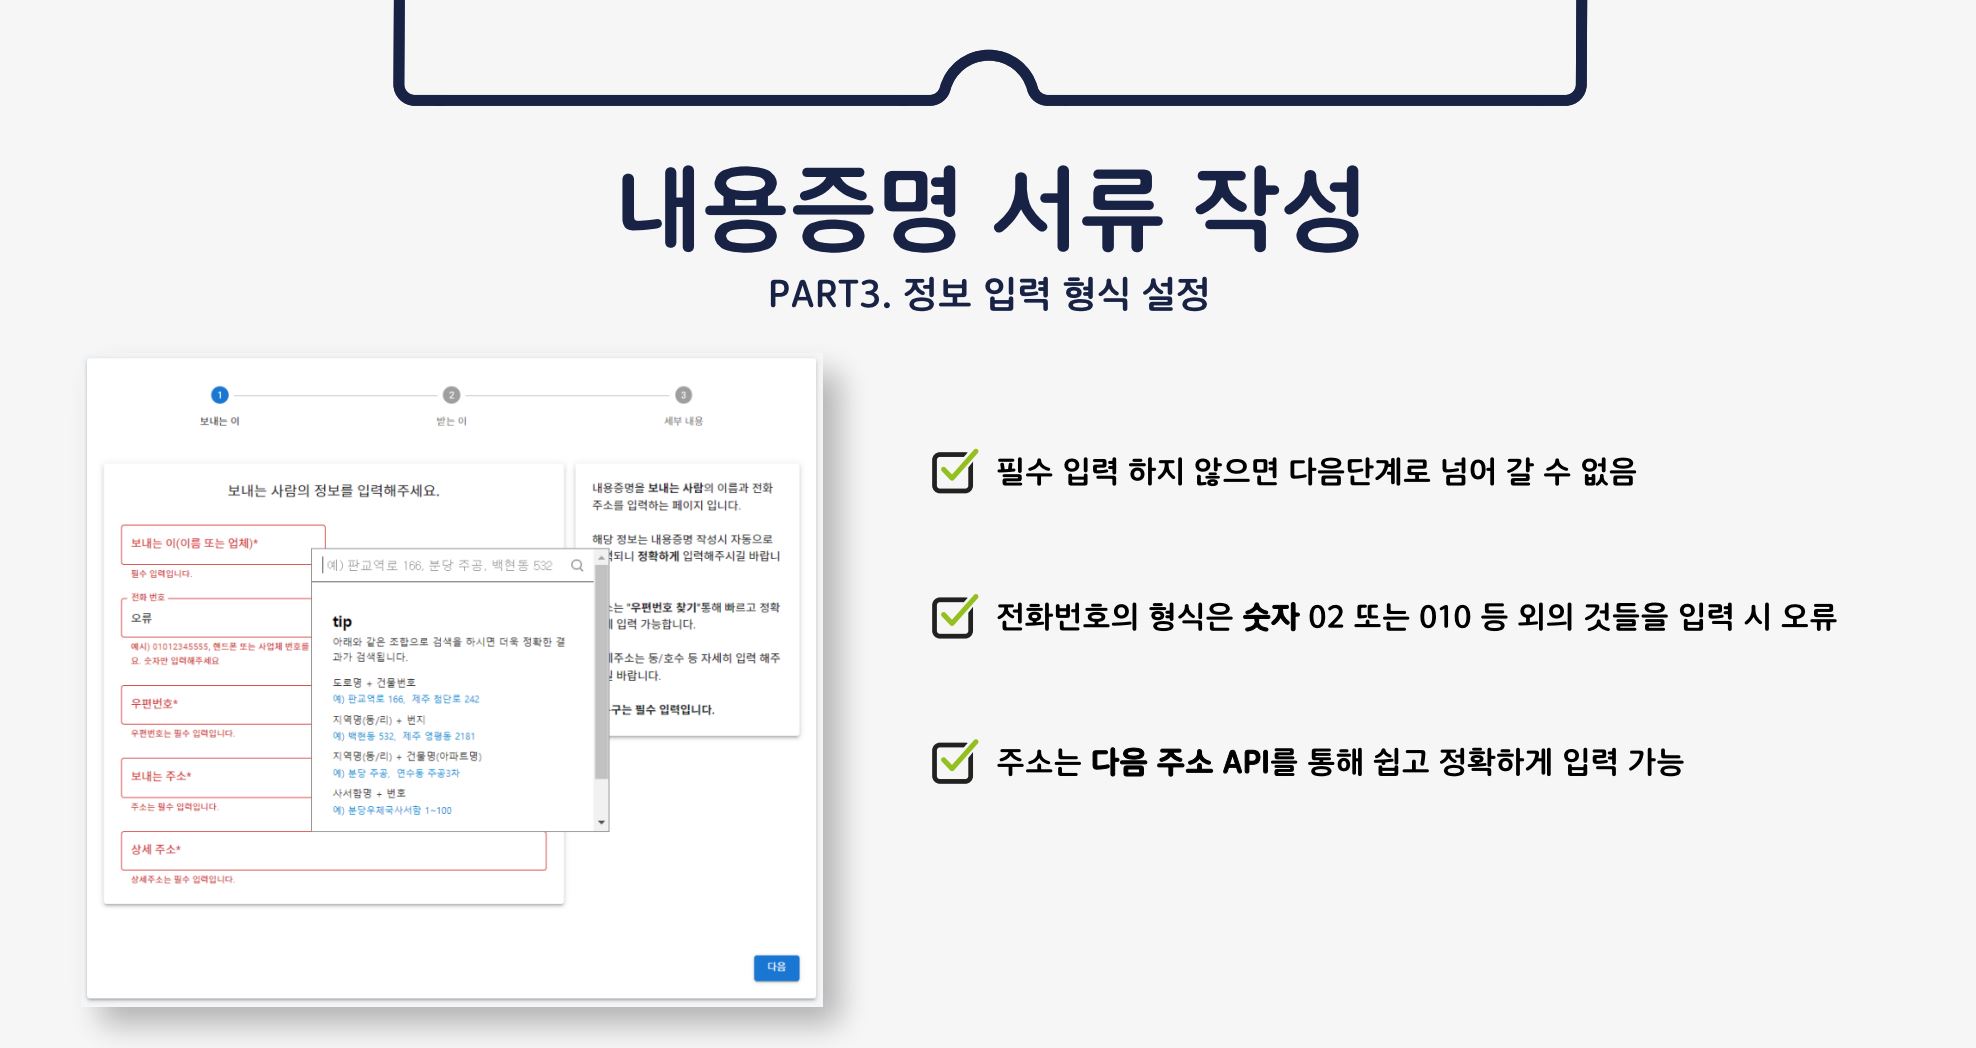 내용증명 서류 작성
PART3. 정보 입력 형식 설정
1
2
3
보내는 이
받는 이
세부 내용
보내는 사람의 정보를 입력해주세요.
보내는 이(이름 또는 업체)*
필수 입력입니다.
전화 번호
오류
예시) 01012345555, 핸드폰 또는 사업체 번호를
요. 숫자만 입력해주세요
우편번호*
우편번호는 필수 입력입니다.
보내는 주소*
주소는 필수 입력입니다.
상세 주소*
상세주소는 필수 입력입니다.
예) 판교역로 166, 분당 주공, 백현동 532
tip
아래와 같은 조합으로 검색을 하시면 더욱 정확한 결
과가 검색됩니다.
도로명 + 건물번호
예) 판교역로 166, 제주 첨단로 242
지역명(동/리) + 번지
예) 백현동 532, 제주 영평동 2181
지역명(동/리) + 건물명(아파트명)
예) 분당 주공, 연수동 주공3차
사서함명 + 번호
예) 분당우체국사서함 1~100
내용증명을 보내는 사람의 이름과 전화
주소를 입력하는 페이지 입니다.
해당 정보는 내용증명 작성시 자동으로
되니 정확하게 입력해주시길 바랍니
는 "우편번호 찾기"통해 빠르고 정확
입력 가능합니다.
주소는 동/호수 등 자세히 입력 해주
바랍니다.
구는 필수 입력입니다.
다음
필수 입력 하지 않으면 다음단계로 넘어 갈 수 없음
전화번호의 형식은 숫자 02 또는 010 등 외의 것들을 입력 시 오류
주소는 다음 주소 API를 통해 쉽고 정확하게 입력 가능